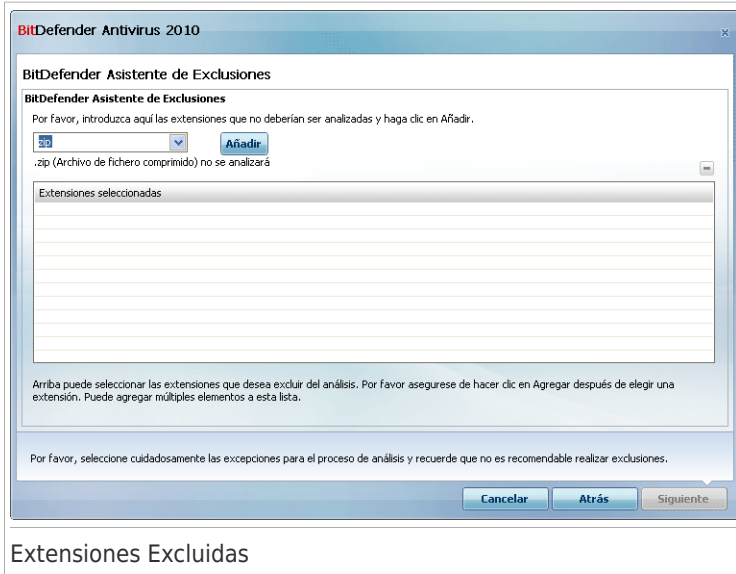 BitDefender Antivirus 2010
BitDefender Asistente de Exclusiones
BitDefender Asistente de Exclusiones
Por favor, introduzca aquí las extensiones que no deberían ser analizadas y haga clic en Añadir.
zip
Añadir
.zip (Archivo de fichero comprimido) no se analizará
Extensiones seleccionadas
Arriba puede seleccionar las extensiones que desea excluir del análisis. Por favor asegurese de hacer clic en Agregar después de elegir una
extensión. Puede agregar múltiples elementos a esta lista.
Por favor, seleccione cuidadosamente las excepciones para el proceso de análisis y recuerde que no es recomendable realizar exclusiones.
Cancelar
Atrás
Siguiente
Extensiones Excluidas